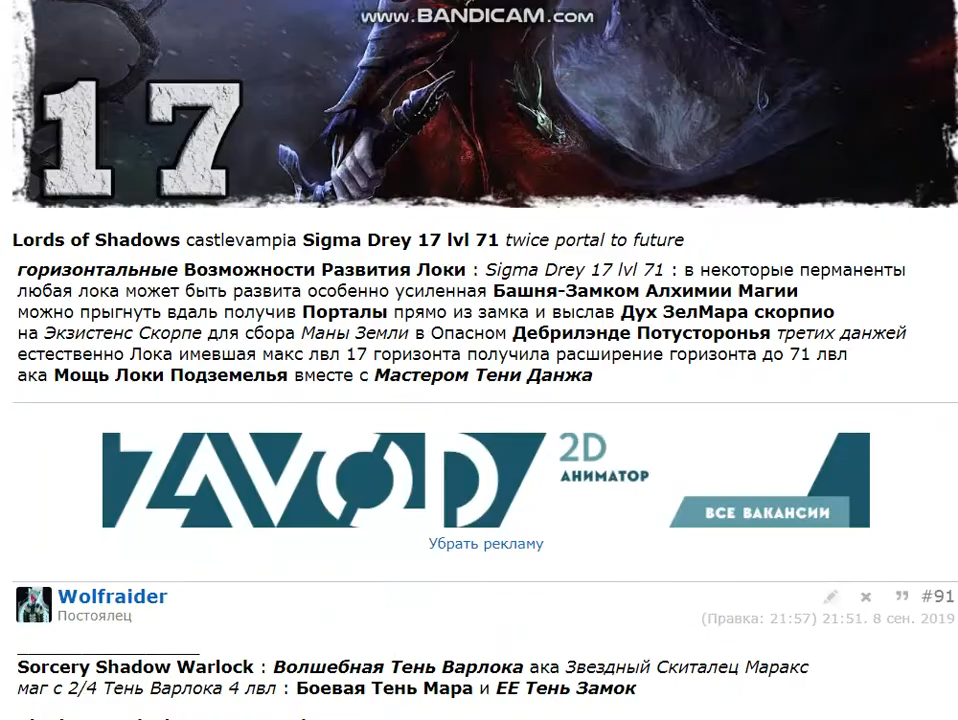 www.BANDICAM.com
17
Lords of Shadows castlevampia Sigma Drey 17 lvl 71 twice portal to future
горизонтальные Возможности Развития Локи : Sigma Drey 17 lvl 71 : в некоторые перманенты
любая лока может быть развита особенно усиленная Башня-Замком Алхимии Магии
можно прыгнуть вдаль получив Порталы прямо из замка и выслав Дух ЗелМара скорпио
на Экзистенс Скорпе для сбора Маны Земли в Опасном Дебрилэнде Потусторонья третих данжей
естественно Лока имевшая макс лвл 17 горизонта получила расширение горизонта до 71 лвл
ака Мощь Локи Подземелья вместе с Мастером Тени Данжа
ZAVOD
2D
АНИМАТОР
ВСЕ ВАКАНСИИ
Убрать рекламу
Wolfraider
#91
Постоялец
(Правка: 21:57) 21:51. 8 сен. 2019
Sorcery Shadow Warlock : Волшебная Тень Варлока ака Звездный Скиталец Маракс
маг с 2/4 Тень Варлока 4 лвл : Боевая Тень Мара и ЕЕ Тень Замок